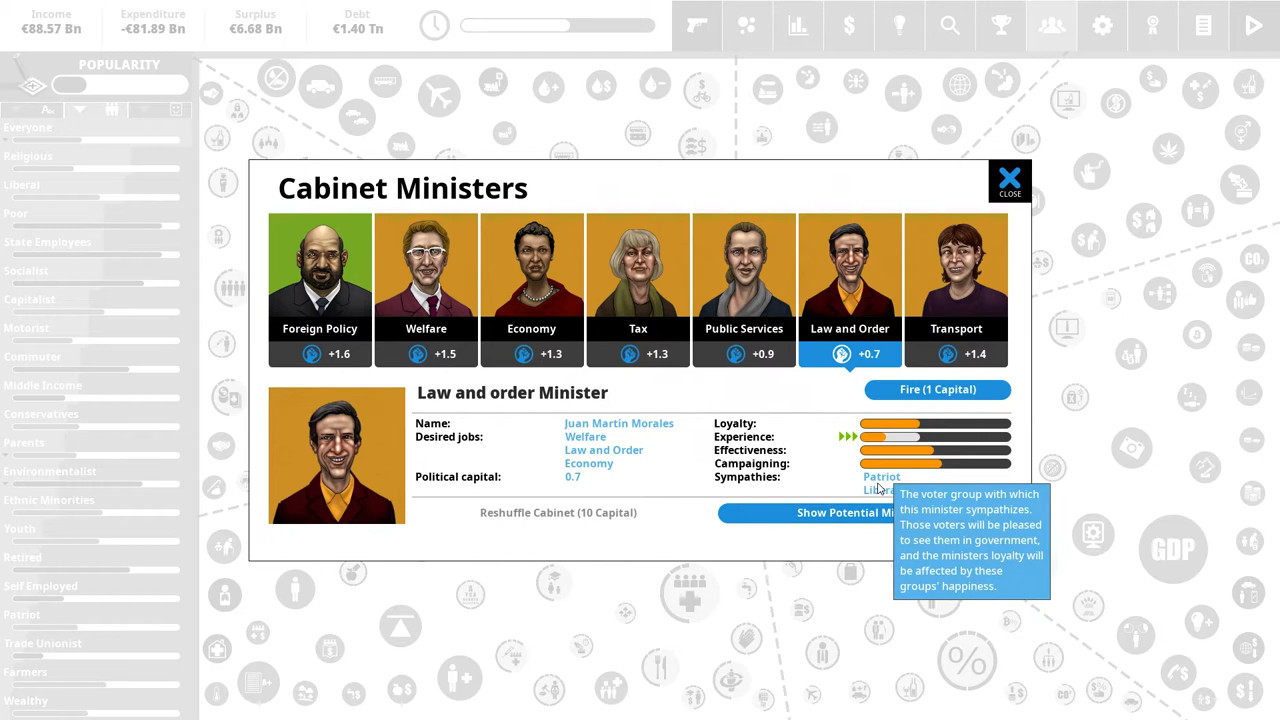 Income
Expenditure
Surplus
Debt
€88.57 Bn
-€81.89 Bn
€6.68 Bn
€1.40 Tn
POPULARITY
Everyone
Religious
Liberal
Poor
State Employees
Socialist
Capitalist
Motorist
Commuter
Middle Income
Conservatives
Parents
Environmentalist
Ethnic Minorities
Youth
Retired
Self Employed
Patriot
Trade Unionist
Farmers
Wealthy
Cabinet Ministers
CLOSE
Foreign Policy
Welfare
Economy
Tax
Public Services
Law and Order
Transport
+1.6
+1.5
+1.3
+1.3
+0.9
+0.7
+1.4
Law and order Minister
Fire (1 Capital)
Name:
Juan Martín Morales
Desired jobs:
Welfare
Law and Order
Economy
Political capital:
0.7
Loyalty:
Experience:
Effectiveness:
Campaigning:
Sympathies:
Patriot
Reshuffle Cabinet (10 Capital)
Show Potential
The voter group with which
this minister sympathizes.
Those voters will be pleased
to see them in government,
and the ministers loyalty will
be affected by these
groups' happiness.
GDP
CO₂